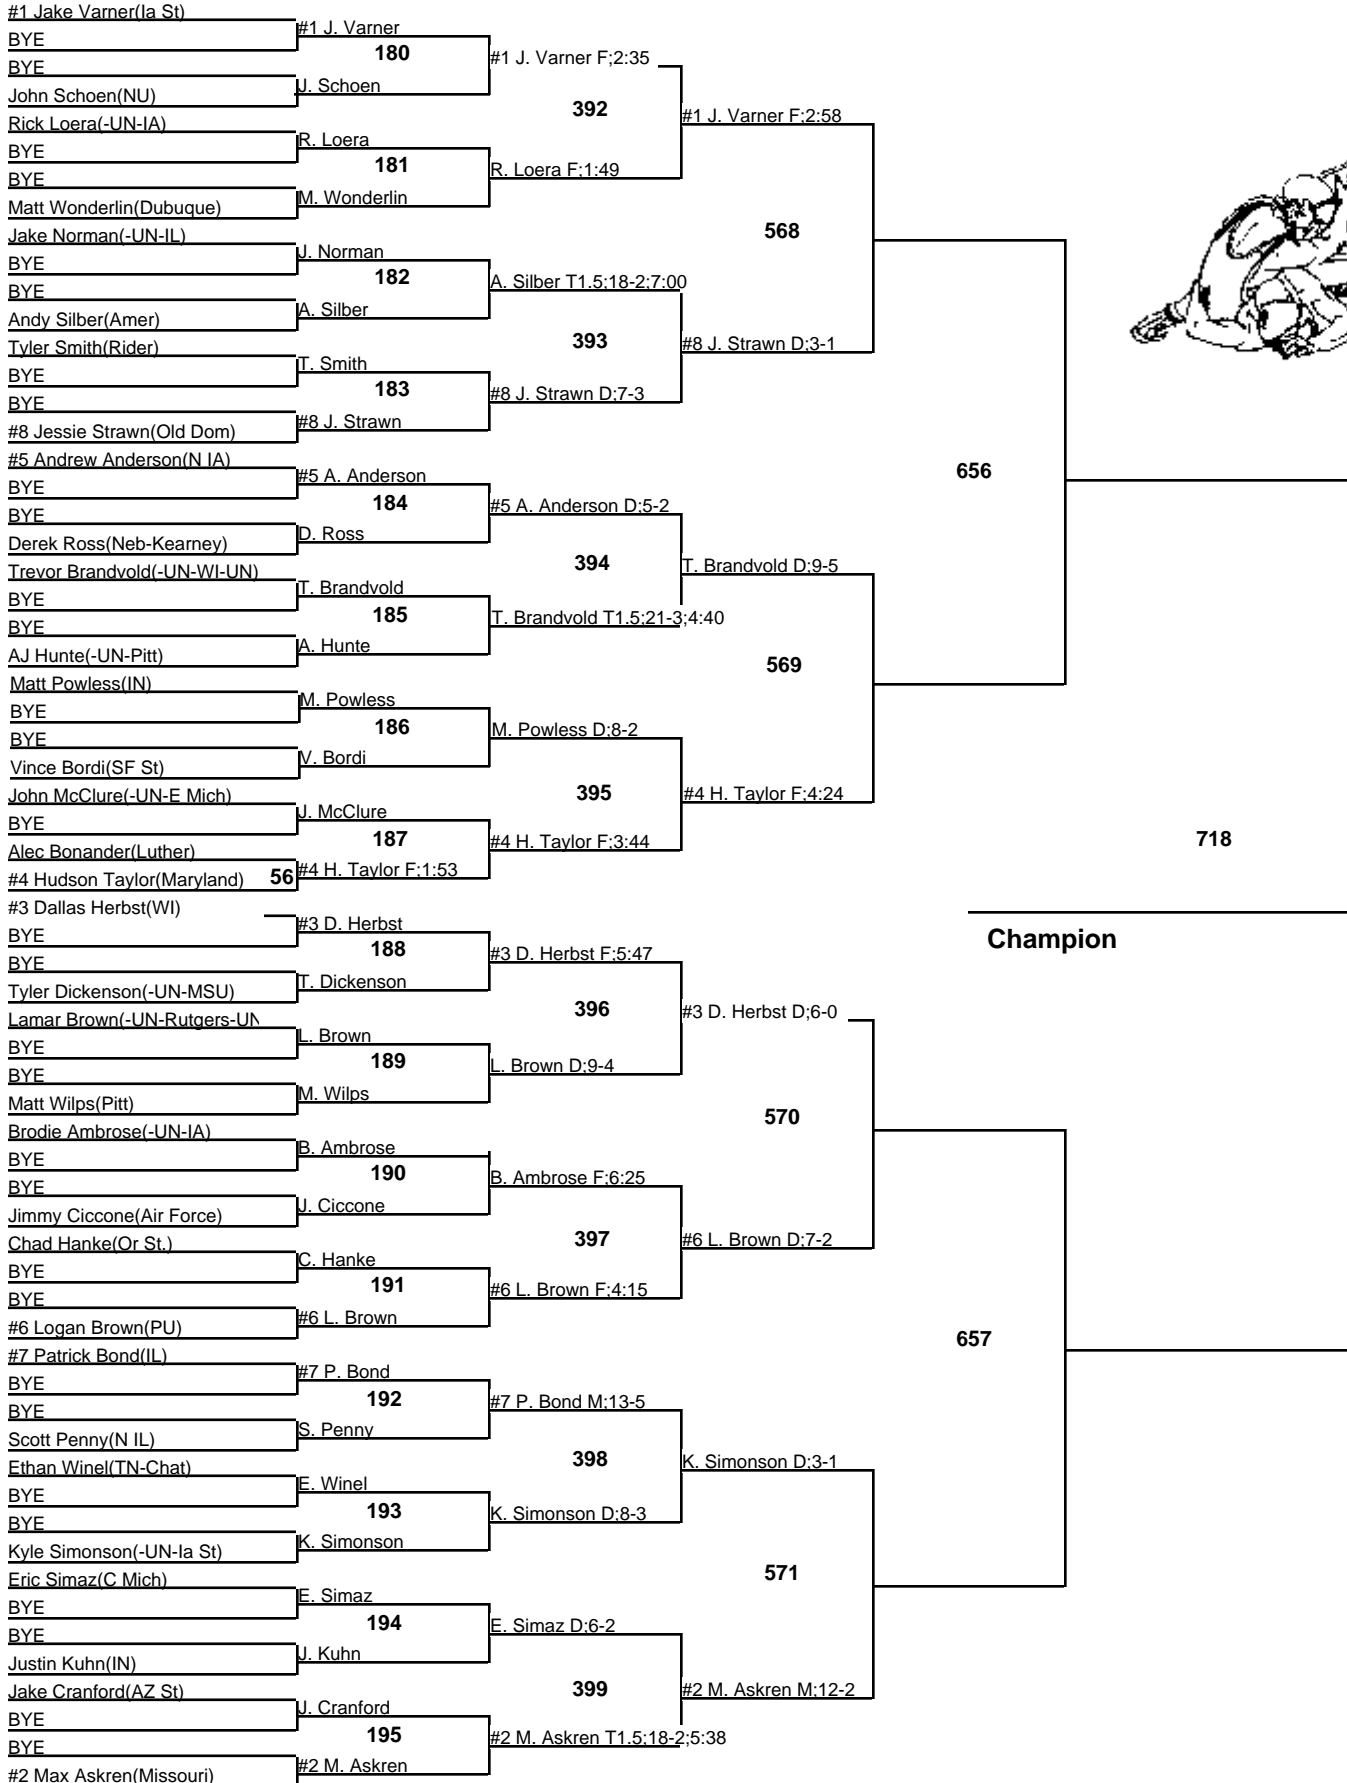 #1 Jake Varner(Ia St)
BYE
BYE
John Schoen(NU)
Rick Loera(-UN-IA)
BYE
BYE
Matt Wonderlin(Dubuque)
Jake Norman(-UN-IL)
BYE
BYE
Andy Silber(Amer)
Tyler Smith(Rider)
BYE
BYE
#8 Jessie Strawn(Old Dom)
#5 Andrew Anderson(N IA)
BYE
BYE
Derek Ross(Neb-Kearney)
Trevor Brandvold(-UN-WI-UN)
BYE
BYE
AJ Hunte(-UN-Pitt)
Matt Powless(IN)
BYE
BYE
Vince Bordi(SF St)
John McClure(-UN-E Mich)
BYE
Alec Bonander(Luther)
#4 Hudson Taylor(Maryland) 56
#3 Dallas Herbst(WI)
BYE
BYE
Tyler Dickenson(-UN-MSU)
Lamar Brown(-UN-Rutgers-UN
BYE
BYE
Matt Wilps(Pitt)
Brodie Ambrose(-UN-IA)
BYE
BYE
Jimmy Ciccone(Air Force)
Chad Hanke(Or St.)
BYE
BYE
#6 Logan Brown(PU)
#7 Patrick Bond(IL)
BYE
BYE
Scott Penny(N IL)
Ethan Winel(TN-Chat)
BYE
BYE
Kyle Simonson(-UN-Ia St)
Eric Simaz(C Mich)
BYE
BYE
Justin Kuhn(IN)
Jake Cranford(AZ St)
BYE
BYE
#2 Max Askren(Missouri)
#1 J. Varner
180
J. Schoen
R. Loera
181
M. Wonderlin
J. Norman
182
A. Silber
T. Smith
183
#8 J. Strawn
#5 A. Anderson
184
D. Ross
T. Brandvold
185
A. Hunte
M. Powless
186
V. Bordi
J. McClure
187
#4 H. Taylor F;1:53
#3 D. Herbst
188
T. Dickenson
L. Brown
189
M. Wilps
B. Ambrose
190
J. Ciccone
C. Hanke
191
#6 L. Brown
#7 P. Bond
192
S. Penny
E. Winel
193
K. Simonson
E. Simaz
194
J. Kuhn
J. Cranford
195
#2 M. Askren
#1 J. Varner F;2:35
392
R. Loera F;1:49
A. Silber T1.5;18-2;7:00
393
#8 J. Strawn D;7-3
#5 A. Anderson D;5-2
394
T. Brandvold T1.5;21-3;4:40
M. Powless D;8-2
395
#4 H. Taylor F;3:44
#3 D. Herbst F;5:47
396
L. Brown D;9-4
B. Ambrose F;6:25
397
#6 L. Brown F;4:15
#7 P. Bond M;13-5
398
K. Simonson D;8-3
E. Simaz D;6-2
399
#2 M. Askren T1.5;18-2;5:38
#1 J. Varner F;2:58
568
#8 J. Strawn D;3-1
T. Brandvold D;9-5
569
#4 H. Taylor F;4:24
#3 D. Herbst D;6-0
570
#6 L. Brown D;7-2
K. Simonson D;3-1
571
#2 M. Askren M;12-2
656
657
718
Champion